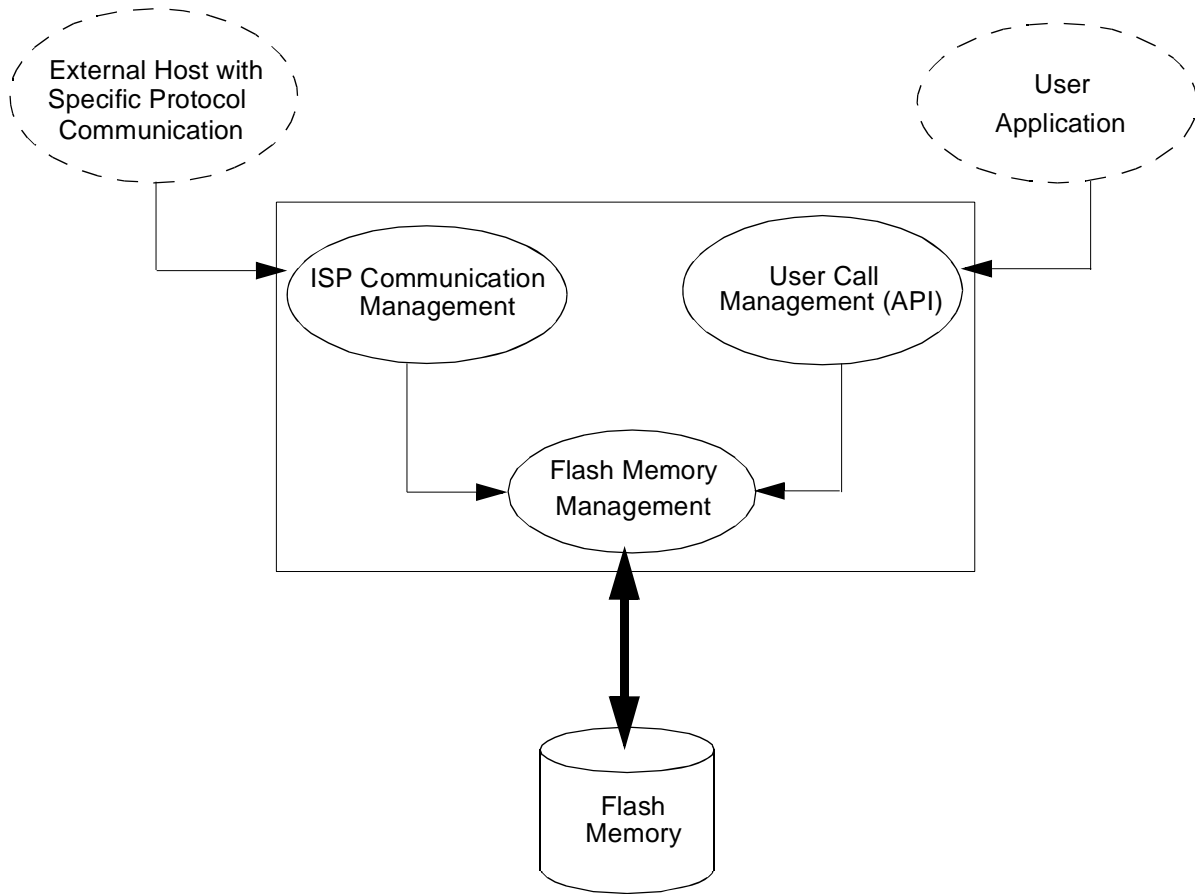 External Host with
Specific Protocol
Communication
User
Application
ISP Communication
Management
User Call
Management (API)
Flash Memory
Management
Flash
Memory